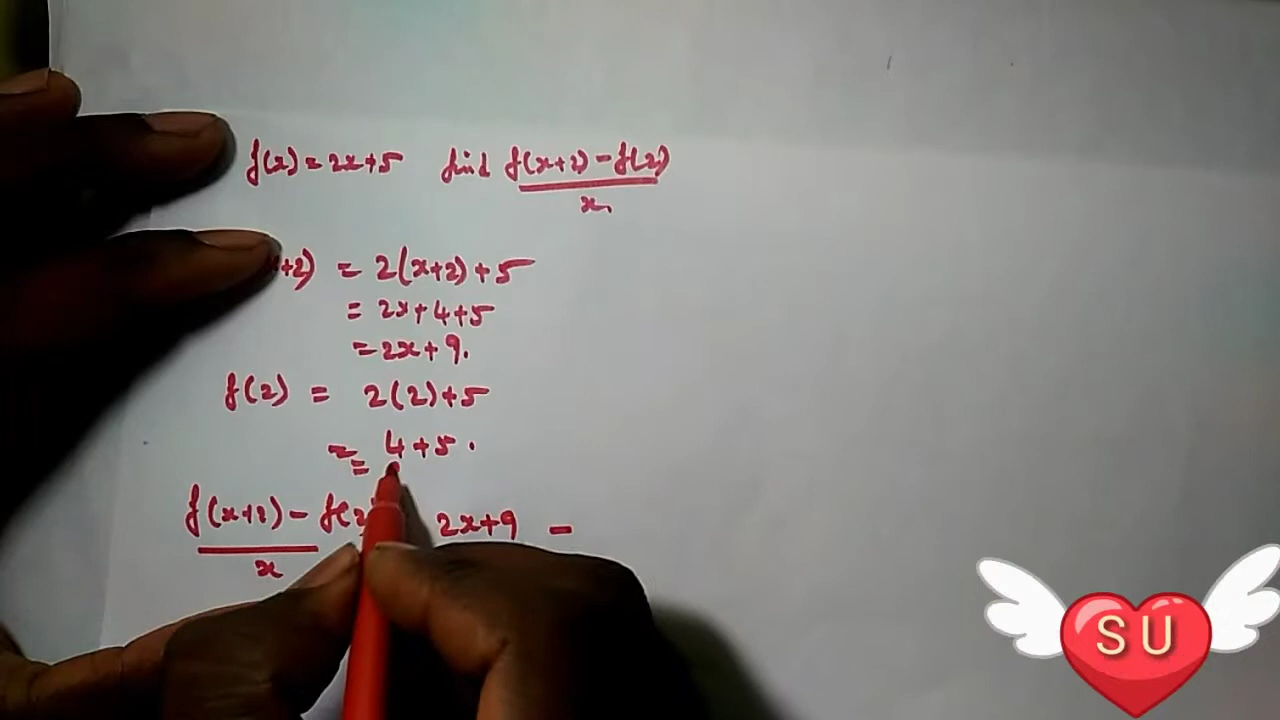 f(x) = 2x+5 find f(x+2) - f(2)
x
+2) = 2(x+2)+5
= 2x+4+5
= 2x+9.
f(2) = 2(2)+5
= 4+5.
=
f(x+2) - f(2 2x+9 -
x
SU